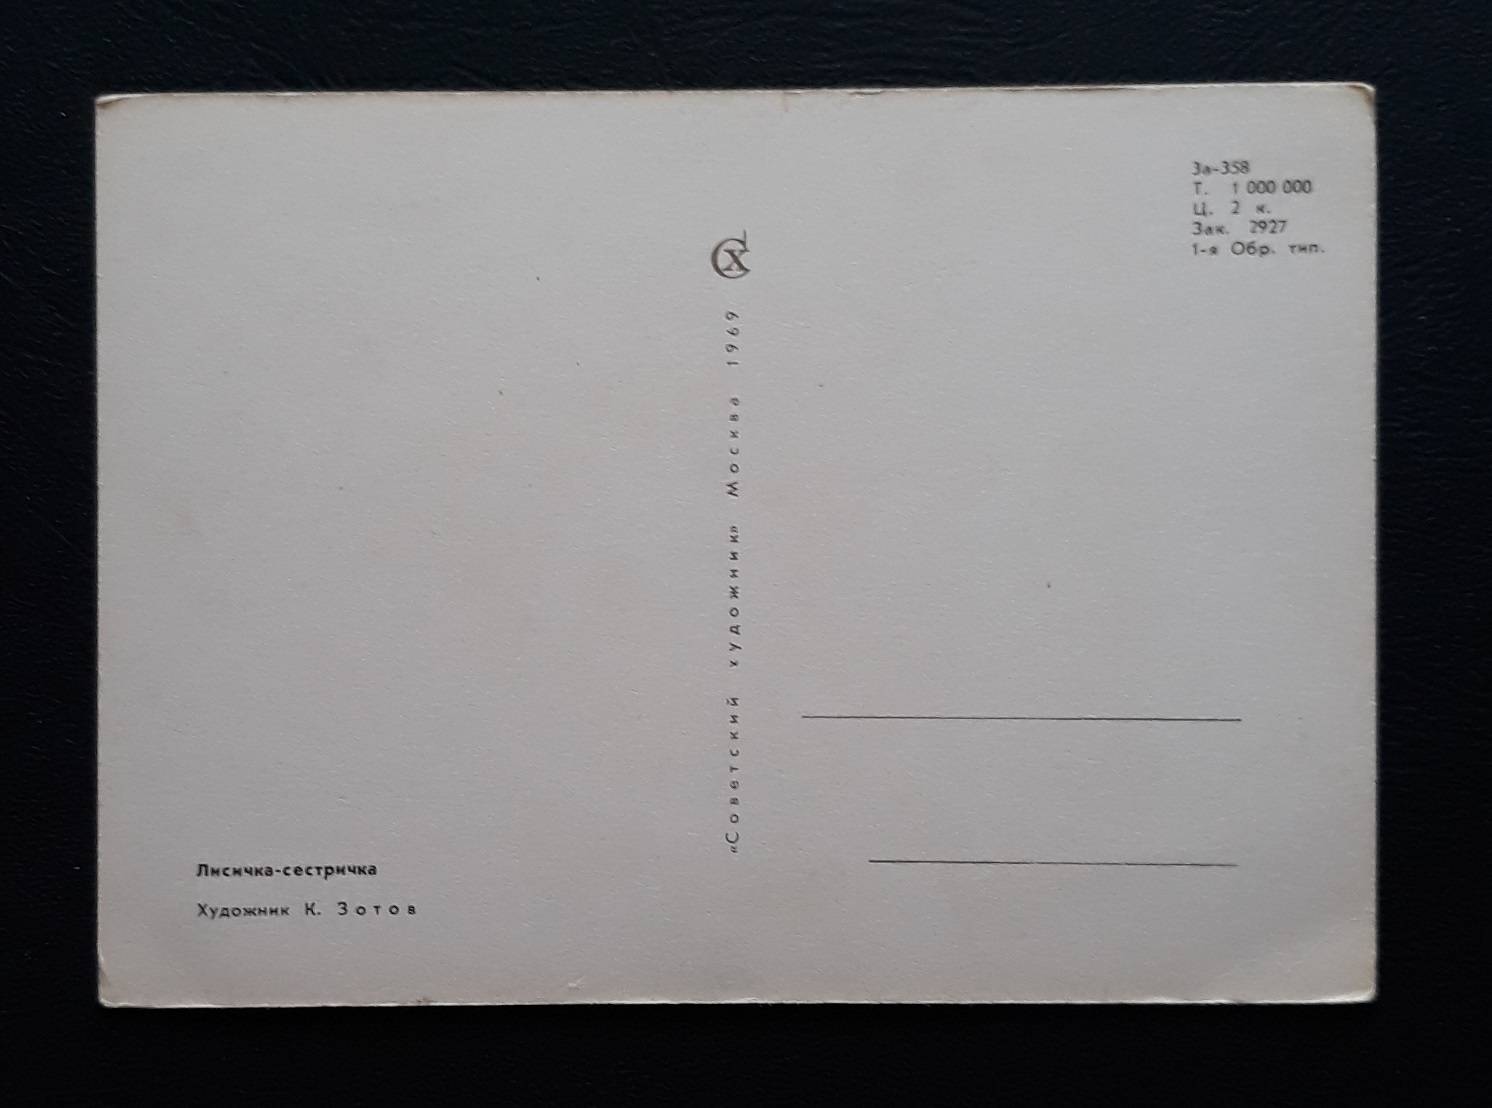 За-358
Т. 1 000 000
Ц. 2 к.
Зак. 2927
1-я Обр. тип.
СХ
«Советский художник» Москва 1969
Лисичка-сестричка
Художник К. Зотов